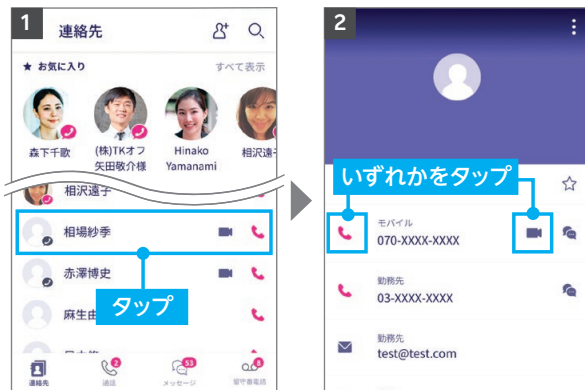 1
連絡先
★ お気に入り
すべて表示
森下千歌
(株)TKオフ
矢田敬介様
Hinako
Yamanami
相沢遠
相沢遠子
相場紗季
赤澤博史
タップ
麻生由
連絡先
2
通話
53
メッセージ
留守番電話
2
いずれかをタップ
モバイル
070-XXXX-XXXX
勤務先
03-XXXX-XXXX
勤務先
test@test.com